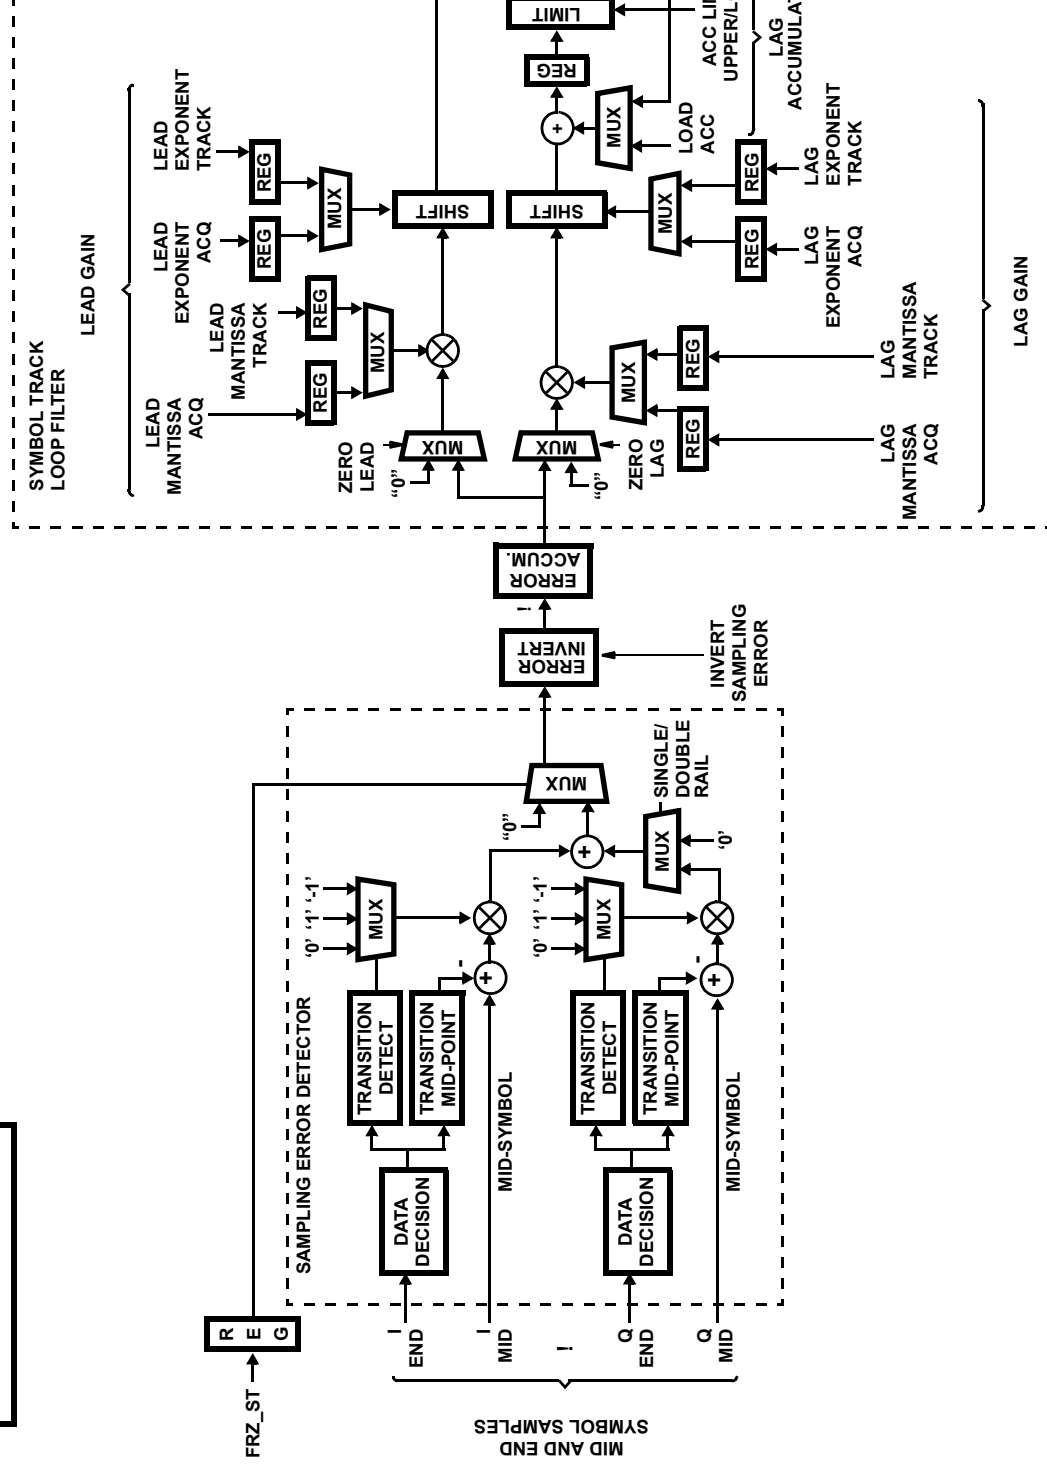 LIMIT
ACC
UPPER/
LAG
REG
LEAD
EXPONENT
TRACK
REG
LEAD
EXPONENT
ACQ
REG
MUX
SHIFT
+
MUX
LOAD
ACC
SHIFT
MUX
REG
LAG
EXPONENT
TRACK
REG
LAG
EXPONENT
ACQ
LEAD GAIN
LAG GAIN
SYMBOL TRACK
LOOP FILTER
LEAD
MANTISSA
TRACK
REG
LEAD
MANTISSA
ACQ
REG
MUX
MUX
REG
LAG
MANTISSA
TRACK
REG
LAG
MANTISSA
ACQ
ZERO
LEAD
MUX
“0”
MUX
“0”
ZERO
LAG
ERROR
ACCUM.
ERROR
INVERT
INVERT
SAMPLING
ERROR
SAMPLING ERROR DETECTOR
MUX
“0”
SINGLE/
DOUBLE
RAIL
MUX
‘0’
+
‘0’ ‘1’ ‘-1’
MUX
‘0’ ‘1’ ‘-1’
MUX
+
-
+
-
TRANSITION
DETECT
TRANSITION
MID-POINT
TRANSITION
DETECT
TRANSITION
MID-POINT
DATA
DECISION
MID-SYMBOL
DATA
DECISION
MID-SYMBOL
REG
FRZ_ST
I
END
I
MID
Q
END
Q
MID
MID AND END
SYMBOL SAMPLES